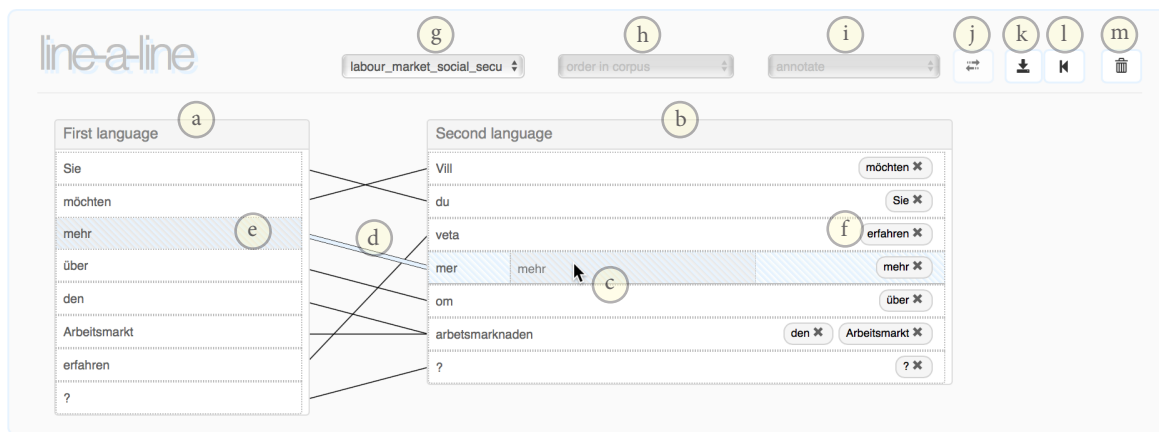 g h i j k l m
line-a-line
labour_market_social_secu order in corpus annotate
a b
First language Second language
Sie Vill möchten ✖
möchten du Sie ✖
mehr e d veta f erfahren ✖
über mer mehr c mehr ✖
den om über ✖
Arbeitsmarkt arbetsmarknaden den ✖ Arbeitsmarkt ✖
erfahren ? ? ✖
?